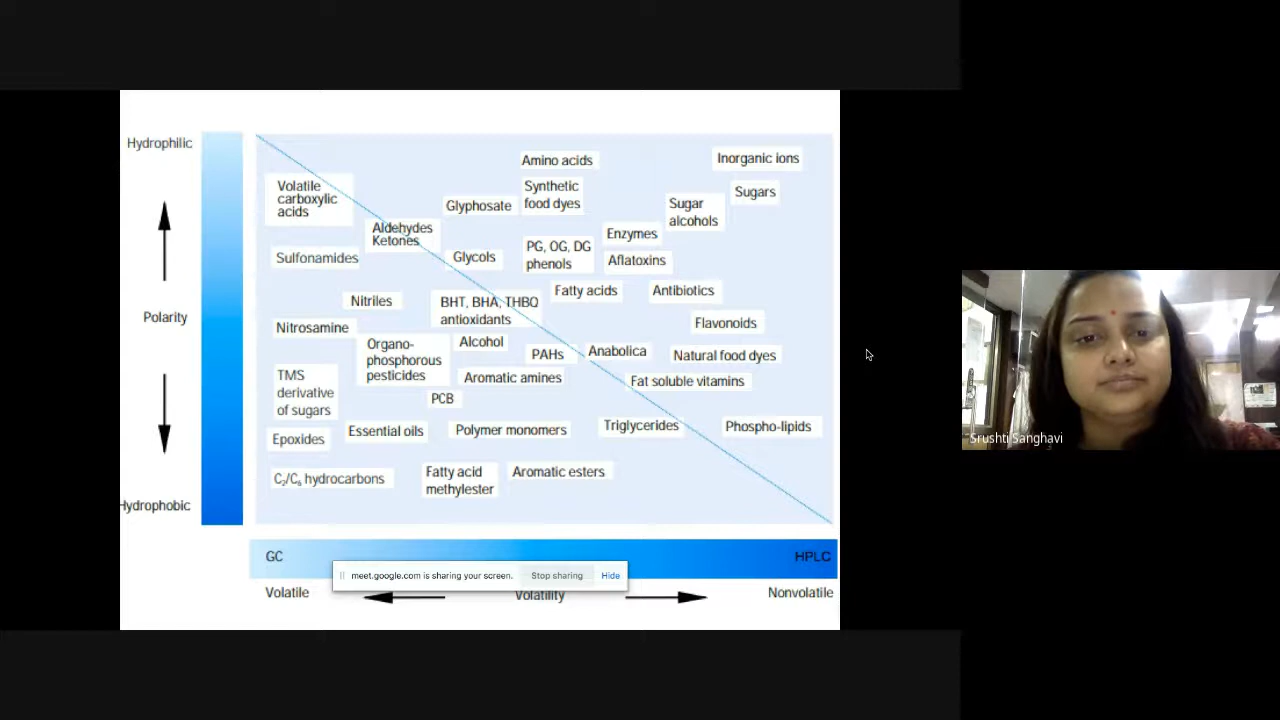 Hydrophilic
Polarity
Hydrophobic
Amino acids
Inorganic ions
Volatile
carboxylic
acids
Synthetic
food dyes
Sugars
Glyphosate
Sugar
alcohols
Aldehydes
Ketones
Enzymes
Sulfonamides
Glycols
PG, OG, DG
phenols
Aflatoxins
Nitriles
BHT, BHA, THBQ
antioxidants
Fatty acids
Antibiotics
Nitrosamine
Flavonoids
Organo-
phosphorous
pesticides
Alcohol
PAHs
Anabolica
Natural food dyes
TMS
derivative
of sugars
Aromatic amines
Fat soluble vitamins
PCB
Epoxides
Essential oils
Polymer monomers
Triglycerides
Phospho-lipids
C₂/C₆ hydrocarbons
Fatty acid
methylester
Aromatic esters
GC
HPLC
meet.google.com is sharing your screen. Stop sharing Hide
Volatile
Volatility
Nonvolatile
Srushti Sanghavi